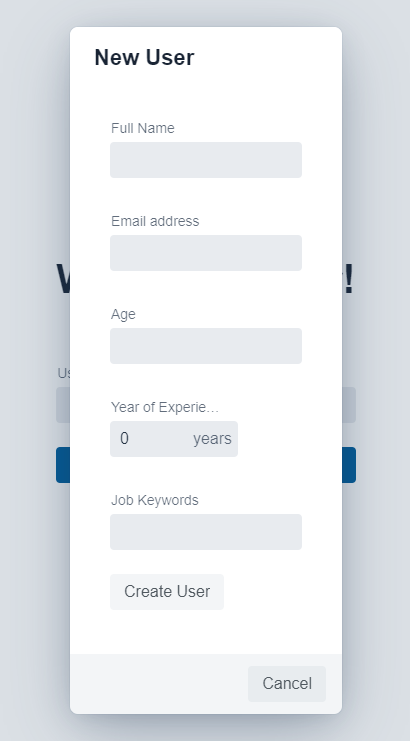 New User
Full Name
Email address
Age
Year of Experie…
0 years
Job Keywords
Create User
Cancel